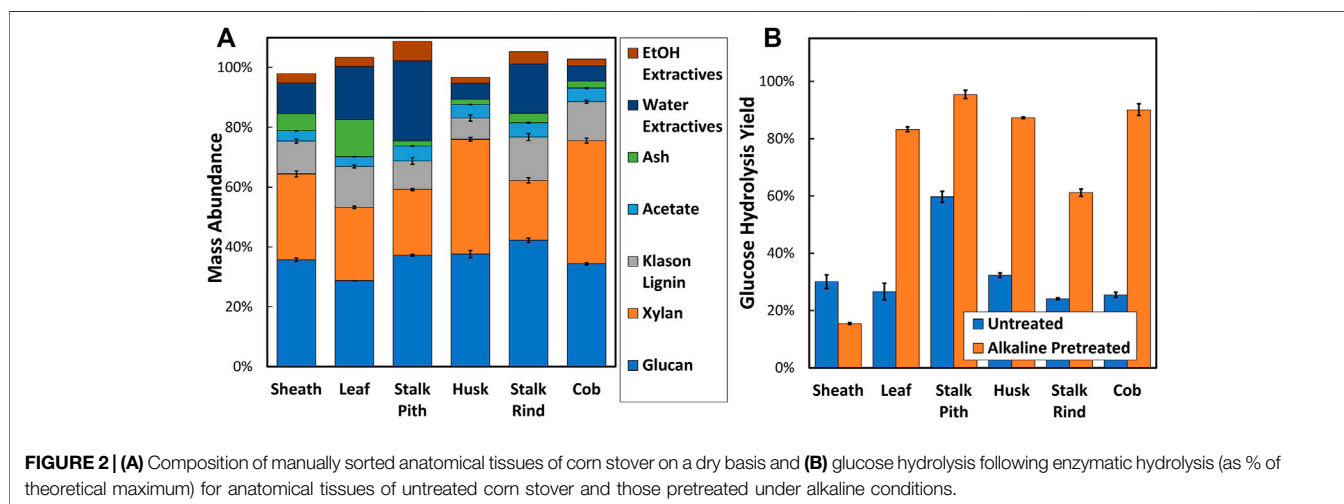 A
Mass Abundance
100%
80%
60%
40%
20%
0%
Sheath
Leaf
Stalk
Pith
Husk
Stalk
Rind
Cob
EtOH
Extractives
Water
Extractives
Ash
Acetate
Klason
Lignin
Xylan
Glucan
B
Glucose Hydrolysis Yield
100%
80%
60%
40%
20%
0%
Untreated
Alkaline Pretreated
Sheath
Leaf
Stalk
Pith
Husk
Stalk
Rind
Cob
FIGURE 2 | (A) Composition of manually sorted anatomical tissues of corn stover on a dry basis and (B) glucose hydrolysis following enzymatic hydrolysis (as % of
theoretical maximum) for anatomical tissues of untreated corn stover and those pretreated under alkaline conditions.